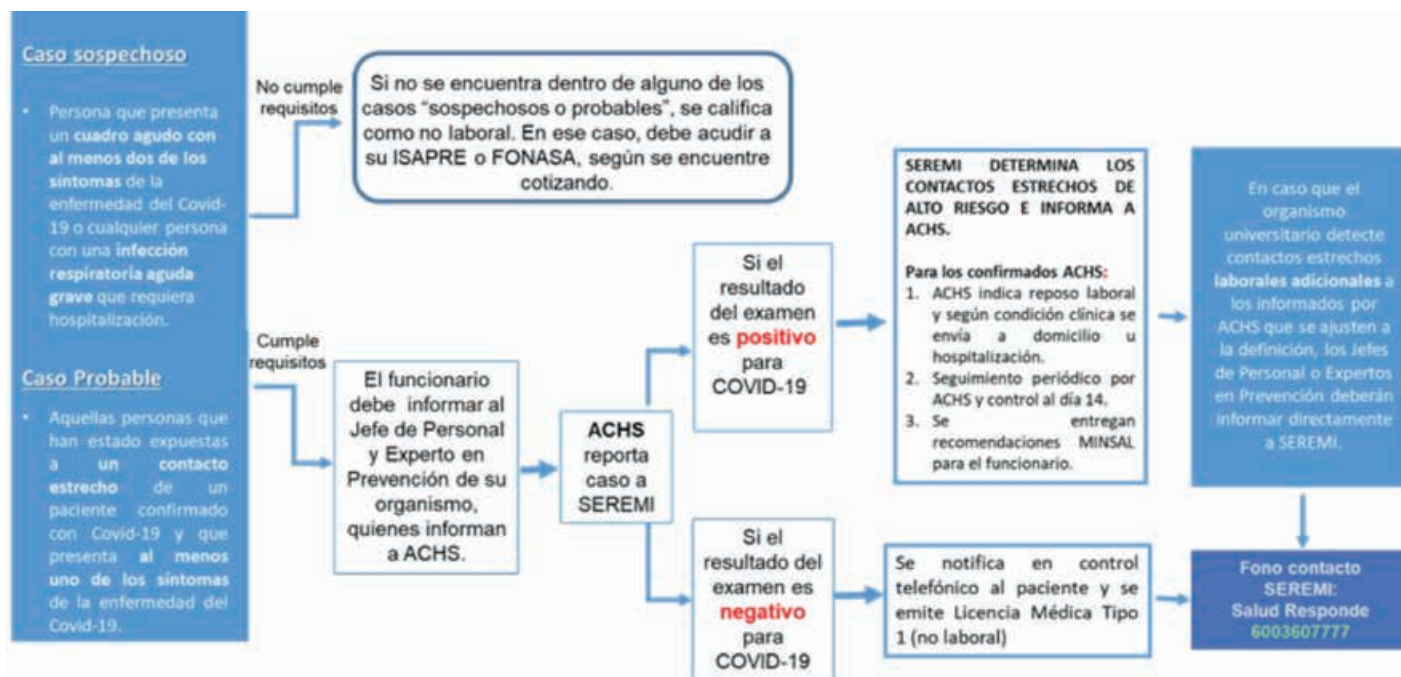 Caso sospechoso
• Persona que presenta
un cuadro agudo con
al menos dos de los
síntomas de la
enfermedad del Covid-
19 o cualquier persona
con una infección
respiratoria aguda
grave que requiera
hospitalización.
Caso Probable
• Aquellas personas que
han estado expuestas
a un contacto
estrecho de un
paciente confirmado
con Covid-19 y que
presenta al menos
uno de los síntomas
de la enfermedad del
Covid-19.
No cumple
requisitos
Si no se encuentra dentro de alguno de los
casos “sospechosos o probables”, se califica
como no laboral. En ese caso, debe acudir a
su ISAPRE o FONASA, según se encuentre
cotizando.
Cumple
requisitos
El funcionario
debe informar al
Jefe de Personal
y Experto en
Prevención de su
organismo,
quienes informan
a ACHS.
ACHS
reporta
caso a
SEREMI
Si el
resultado
del examen
es positivo
para
COVID-19
SEREMI DETERMINA LOS
CONTACTOS ESTRECHOS DE
ALTO RIESGO E INFORMA A
ACHS.
Para los confirmados ACHS:
1. ACHS indica reposo laboral
y según condición clínica se
envía a domicilio u
hospitalización.
2. Seguimiento periódico por
ACHS y control al día 14.
3. Se entregan
recomendaciones MINSAL
para el funcionario.
En caso que el
organismo
universitario detecte
contactos estrechos
laborales adicionales a
los informados por
ACHS que se ajusten a
la definición, los Jefes
de Personal o Expertos
en Prevención deberán
informar directamente
a SEREMI.
Si el
resultado del
examen es
negativo
para
COVID-19
Se notifica en control
telefónico al paciente y se
emite Licencia Médica Tipo
1 (no laboral)
Fono contacto
SEREMI:
Salud Responde
6003607777